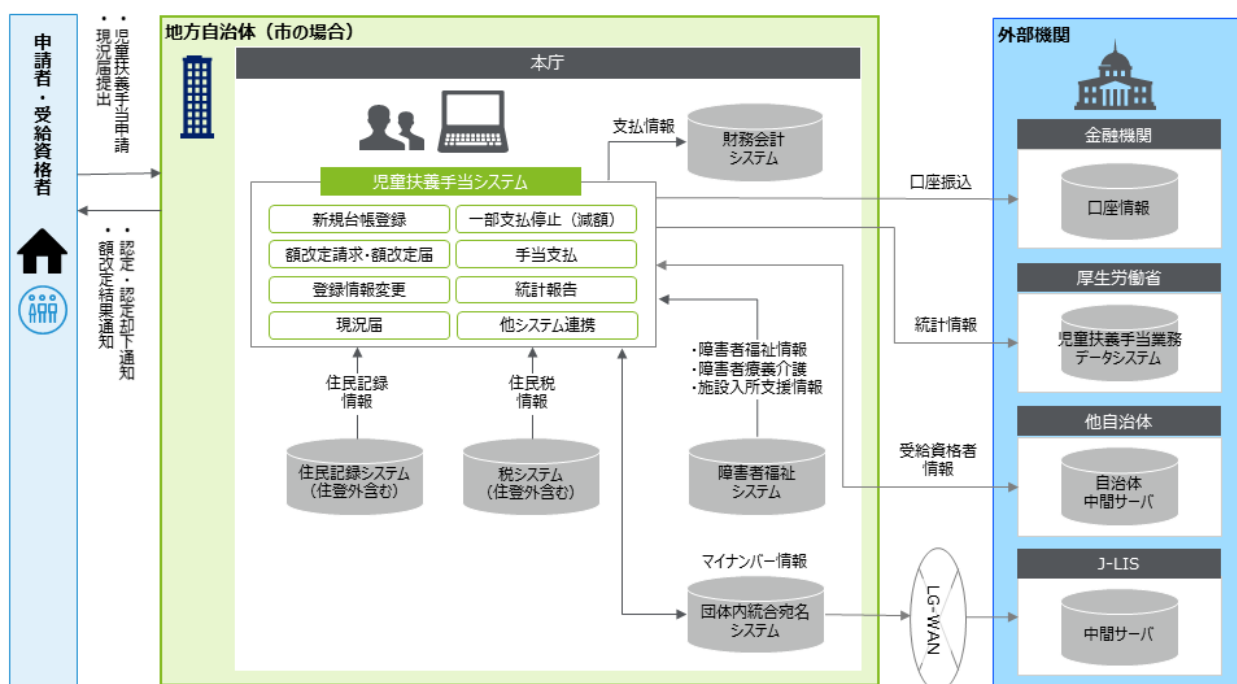 申請者・受給資格者
・児童扶養手当申請
・現況届提出
・認定・認定却下通知
・額改定結果通知
地方自治体（市の場合）
本庁
支払情報
財務会計
システム
児童扶養手当システム
新規台帳登録
一部支払停止（減額）
額改定請求・額改定届
手当支払
登録情報変更
統計報告
現況届
他システム連携
住民記録
情報
住民税
情報
・障害者福祉情報
・障害者療養介護
・施設入所支援情報
住民記録システム
（住登外含む）
税システム
（住登外含む）
障害者福祉
システム
マイナンバー情報
団体内統合宛名
システム
口座振込
統計情報
受給資格者
情報
LG-WAN
外部機関
金融機関
口座情報
厚生労働省
児童扶養手当業務
データシステム
他自治体
自治体
中間サーバ
J-LIS
中間サーバ